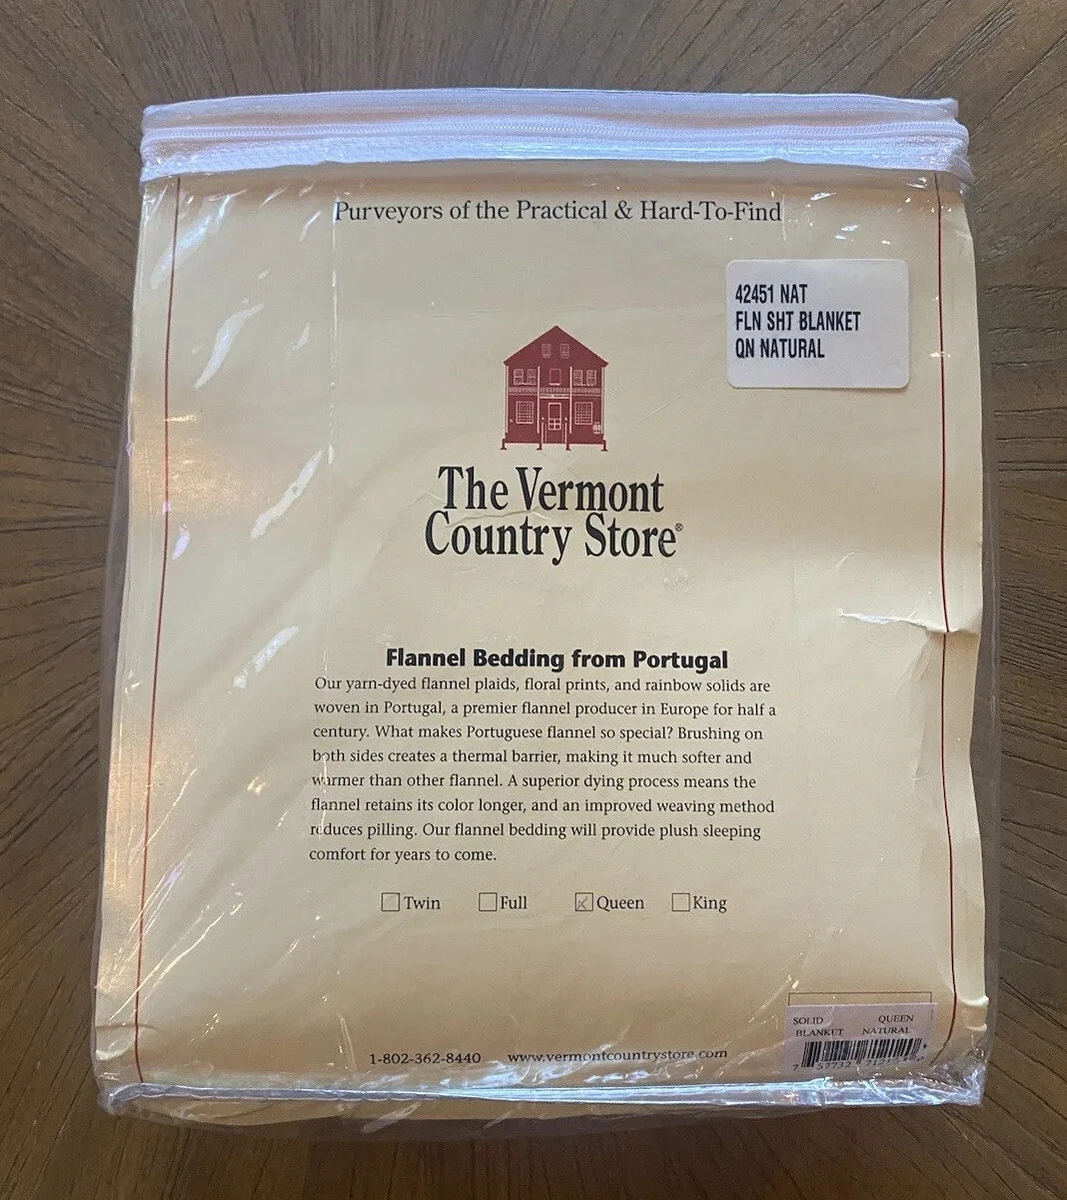 Purveyors of the Practical & Hard-To-Find
42451 NAT
FLN SHT BLANKET
QN NATURAL
The Vermont
Country Store®
Flannel Bedding from Portugal
Our yarn-dyed flannel plaids, floral prints, and rainbow solids are
woven in Portugal, a premier flannel producer in Europe for half a
century. What makes Portuguese flannel so special? Brushing on
both sides creates a thermal barrier, making it much softer and
warmer than other flannel. A superior dying process means the
flannel retains its color longer, and an improved weaving method
reduces pilling. Our flannel bedding will provide plush sleeping
comfort for years to come.
Twin Full Queen King
SOLID QUEEN
BLANKET NATURAL
7 57732
1-802-362-8440 www.vermontcountrystore.com